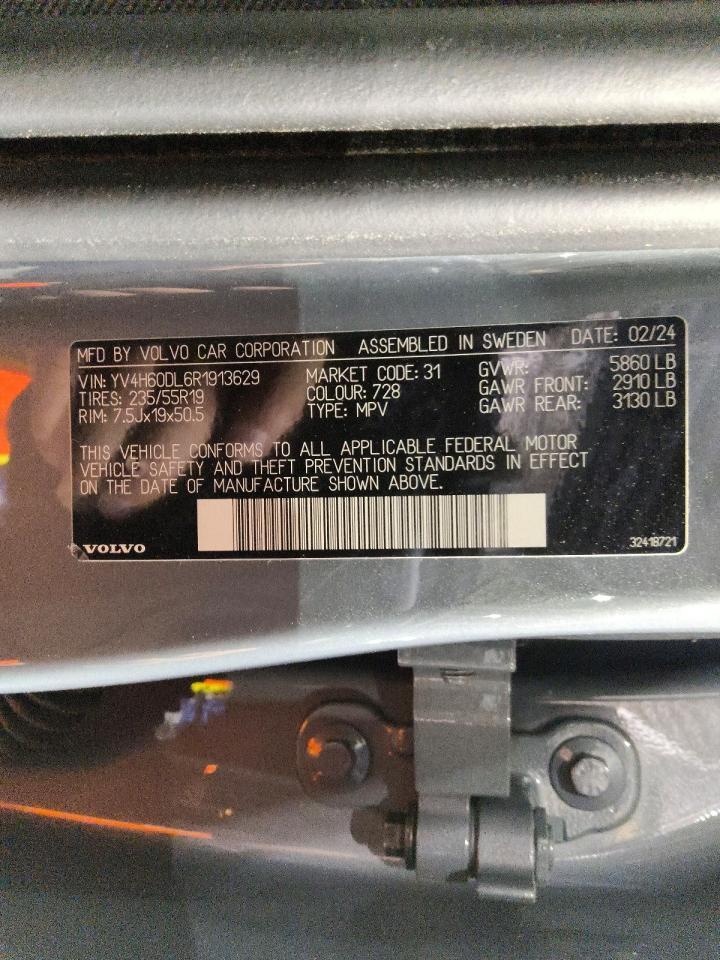 MFD BY VOLVO CAR CORPORATION ASSEMBLED IN SWEDEN DATE: 02/24
VIN: YV4H60DL6R1913629 MARKET CODE: 31 GVWR: 5860 LB
TIRES: 235/55R19 COLOUR: 728 GAWR FRONT: 2910 LB
RIM: 7.5Jx19x50.5 TYPE: MPV GAWR REAR: 3130 LB
THIS VEHICLE CONFORMS TO ALL APPLICABLE FEDERAL MOTOR
VEHICLE SAFETY AND THEFT PREVENTION STANDARDS IN EFFECT
ON THE DATE OF MANUFACTURE SHOWN ABOVE.
VOLVO 32418721